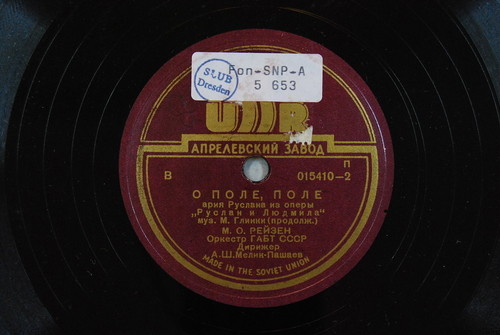 SLUB
Dresden
Fon-SNP-A
5 653
АПРЕЛЕВСКИЙ ЗАВОД
В
П
015410-2
О ПОЛЕ, ПОЛЕ
ария Руслана из оперы
„Руслан и Людмила"
муз. М. Глинки (продолж.)
М. О. РЕЙЗЕН
Оркестр ГАБТ СССР
Дирижер
А.Ш.Мелик-Пашаев
MADE IN THE SOVIET UNION